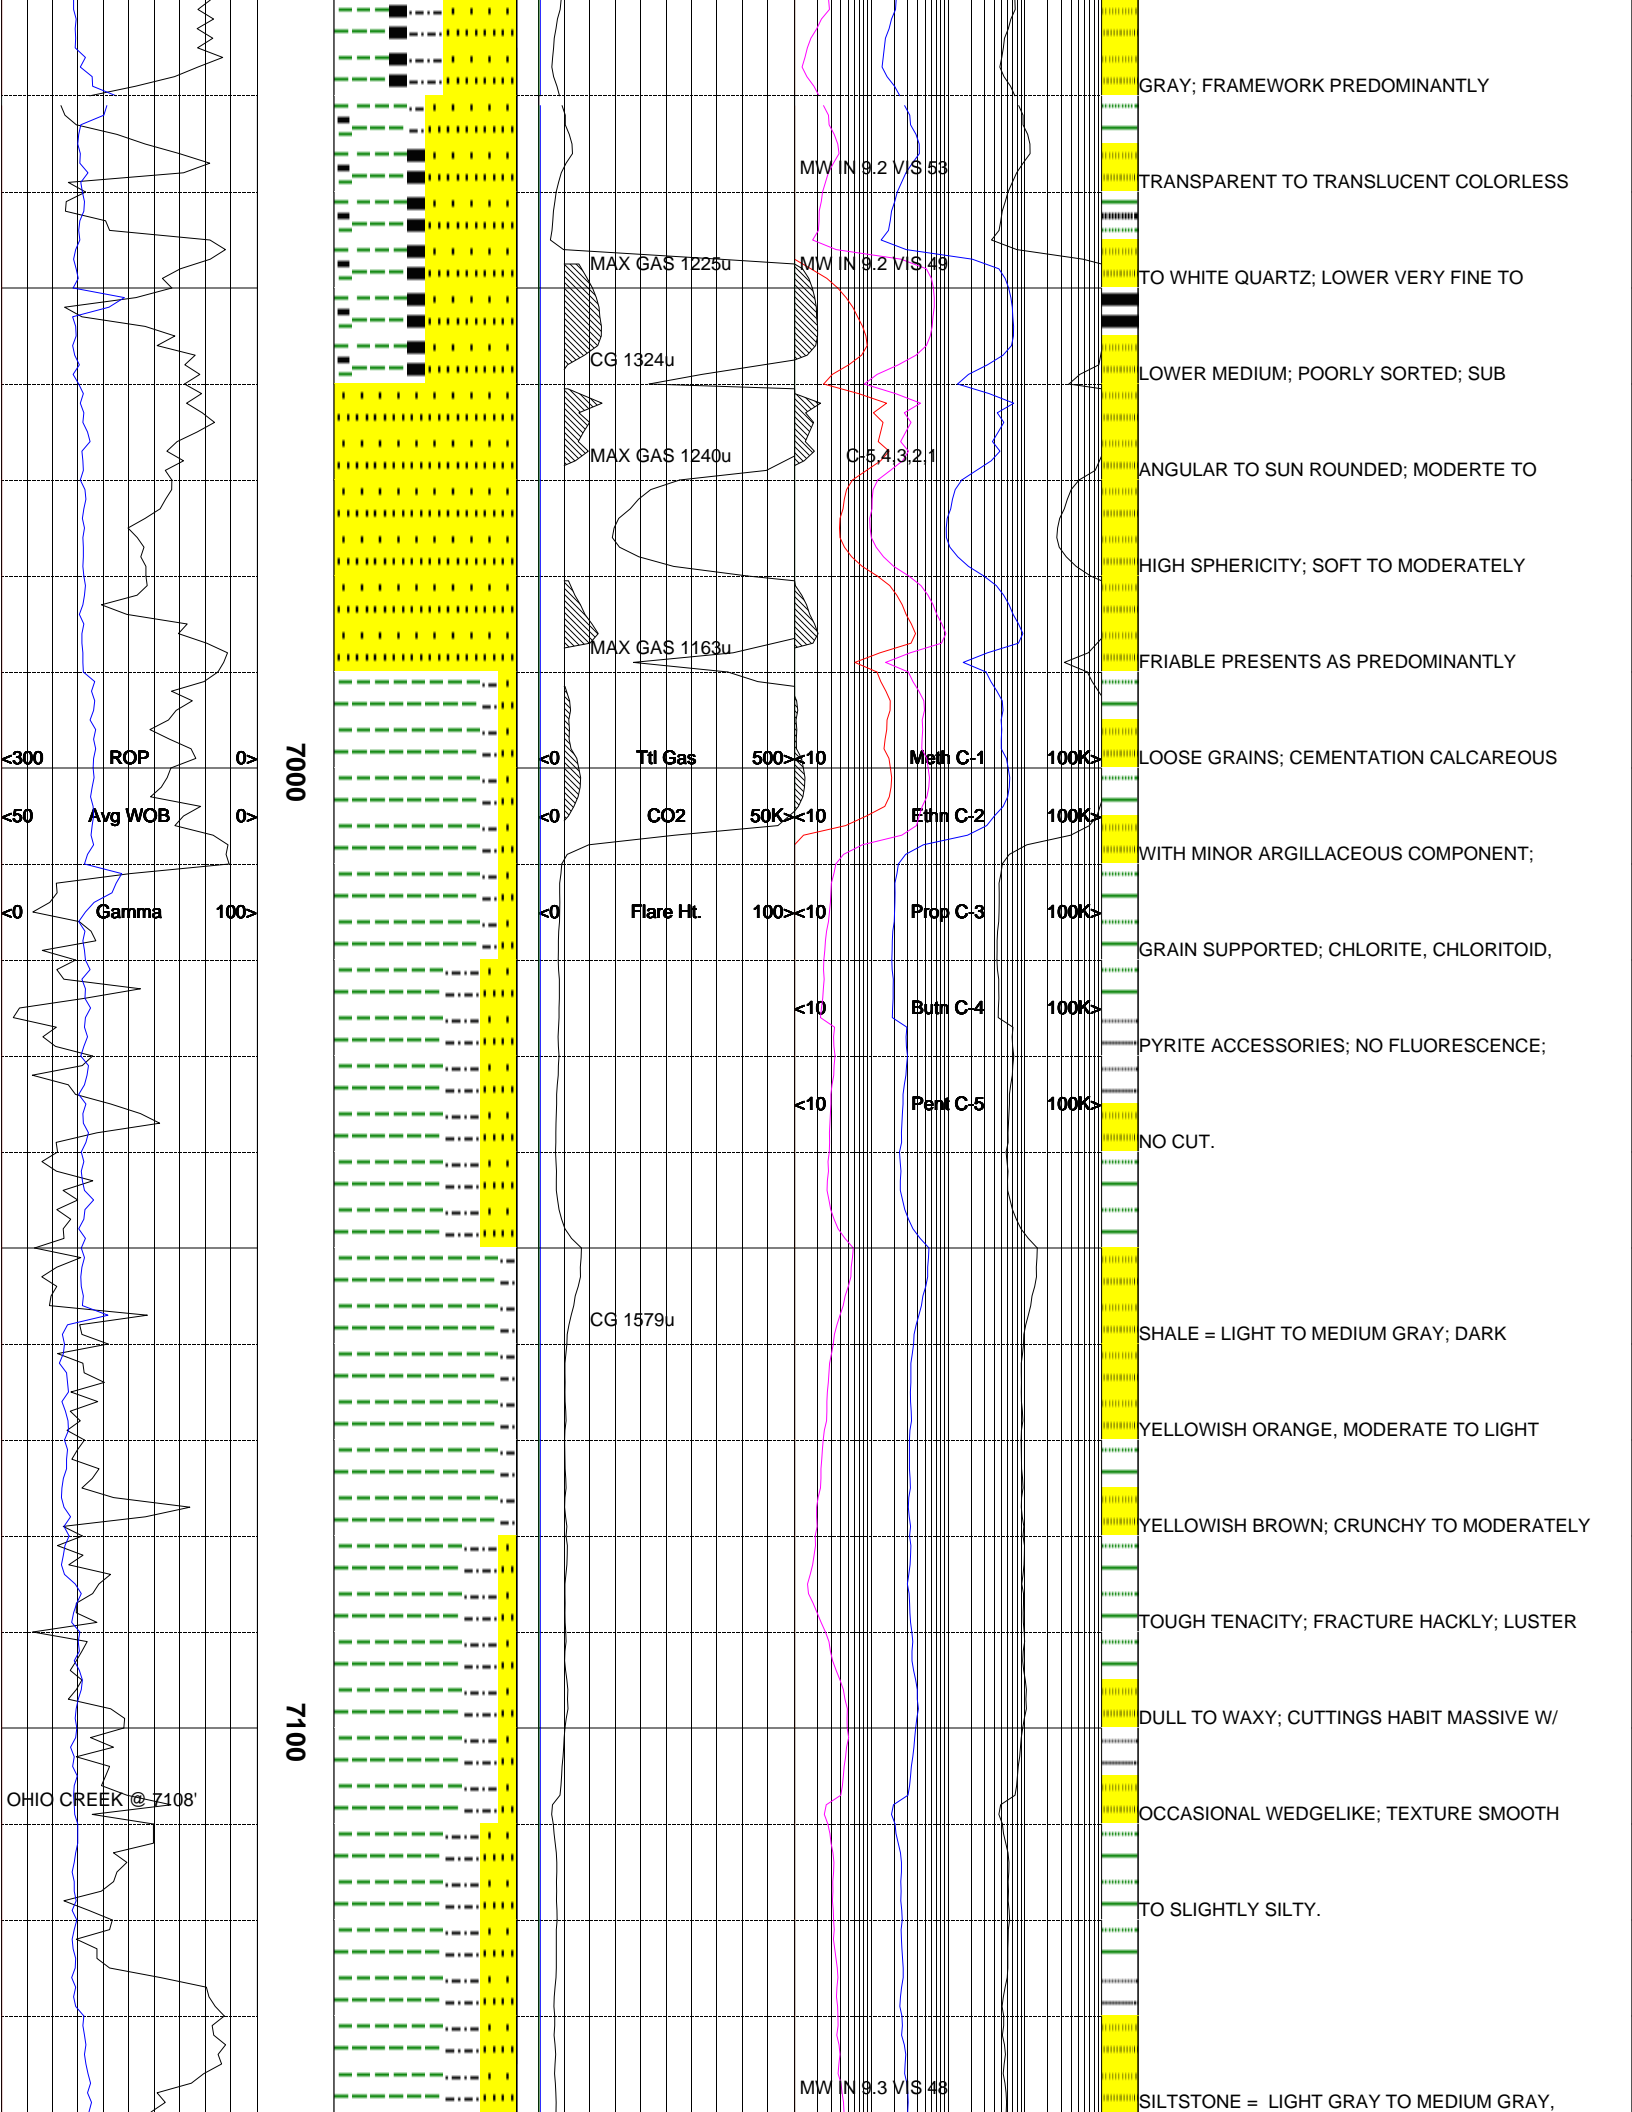 GRAY; FRAMEWORK PREDOMINANTLY
MW IN 9.2 VIS 53
TRANSPARENT TO TRANSLUCENT COLORLESS
MAX GAS 1225u
MW IN 9.2 VIS 49
TO WHITE QUARTZ; LOWER VERY FINE TO
CG 1324u
LOWER MEDIUM; POORLY SORTED; SUB
MAX GAS 1240u
C-5,4,3,2,1
ANGULAR TO SUN ROUNDED; MODERTE TO
HIGH SPHERICITY; SOFT TO MODERATELY
MAX GAS 1163u
FRIABLE PRESENTS AS PREDOMINANTLY
<300 ROP 0>
7000
<0 Ttl Gas 500>
<10 Meth C-1 100K>
LOOSE GRAINS; CEMENTATION CALCAREOUS
<50 Avg WOB 0>
<0 CO2 50K>
<10 Ethn C-2 100K>
WITH MINOR ARGILLACEOUS COMPONENT;
<0 Gamma 100>
<0 Flare Ht. 100>
<10 Prop C-3 100K>
GRAIN SUPPORTED; CHLORITE, CHLORITOID,
<10 Butn C-4 100K>
PYRITE ACCESSORIES; NO FLUORESCENCE;
<10 Pent C-5 100K>
NO CUT.
CG 1579u
SHALE = LIGHT TO MEDIUM GRAY; DARK
YELLOWISH ORANGE, MODERATE TO LIGHT
YELLOWISH BROWN; CRUNCHY TO MODERATELY
TOUGH TENACITY; FRACTURE HACKLY; LUSTER
7100
DULL TO WAXY; CUTTINGS HABIT MASSIVE W/
OHIO CREEK @ 7108'
OCCASIONAL WEDGELIKE; TEXTURE SMOOTH
TO SLIGHTLY SILTY.
MW IN 9.3 VIS 48
SILTSTONE = LIGHT GRAY TO MEDIUM GRAY,